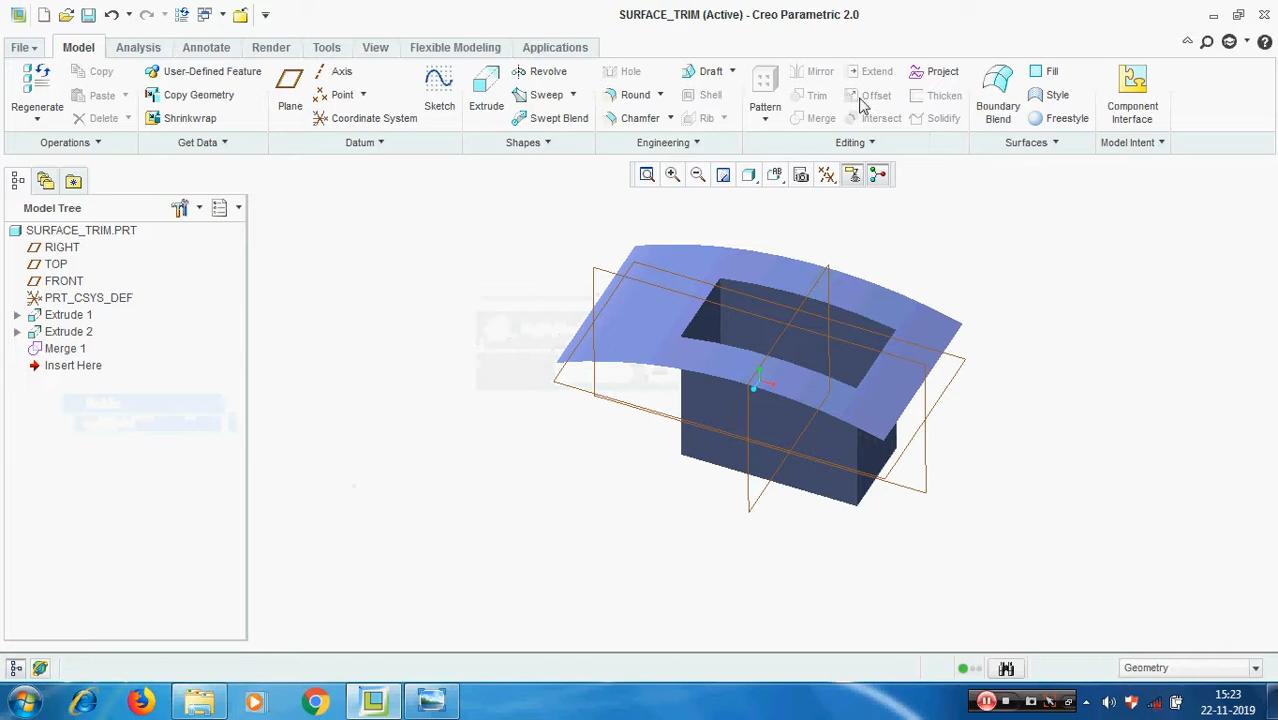 SURFACE_TRIM (Active) - Creo Parametric 2.0
File Model Analysis Annotate Render Tools View Flexible Modeling Applications
Regenerate
Copy
Paste
Delete
Operations
User-Defined Feature
Copy Geometry
Shrinkwrap
Get Data
Plane
Axis
Point
Coordinate System
Sketch
Datum
Extrude
Revolve
Sweep
Swept Blend
Shapes
Hole
Round
Chamfer
Draft
Shell
Rib
Engineering
Pattern
Mirror
Trim
Merge
Extend
Offset
Intersect
Project
Thicken
Solidify
Editing
Boundary
Blend
Fill
Style
Freestyle
Surfaces
Component
Interface
Model Intent
Model Tree
SURFACE_TRIM.PRT
RIGHT
TOP
FRONT
PRT_CSYS_DEF
Extrude 1
Extrude 2
Merge 1
Insert Here
Geometry
15:23
22-11-2019